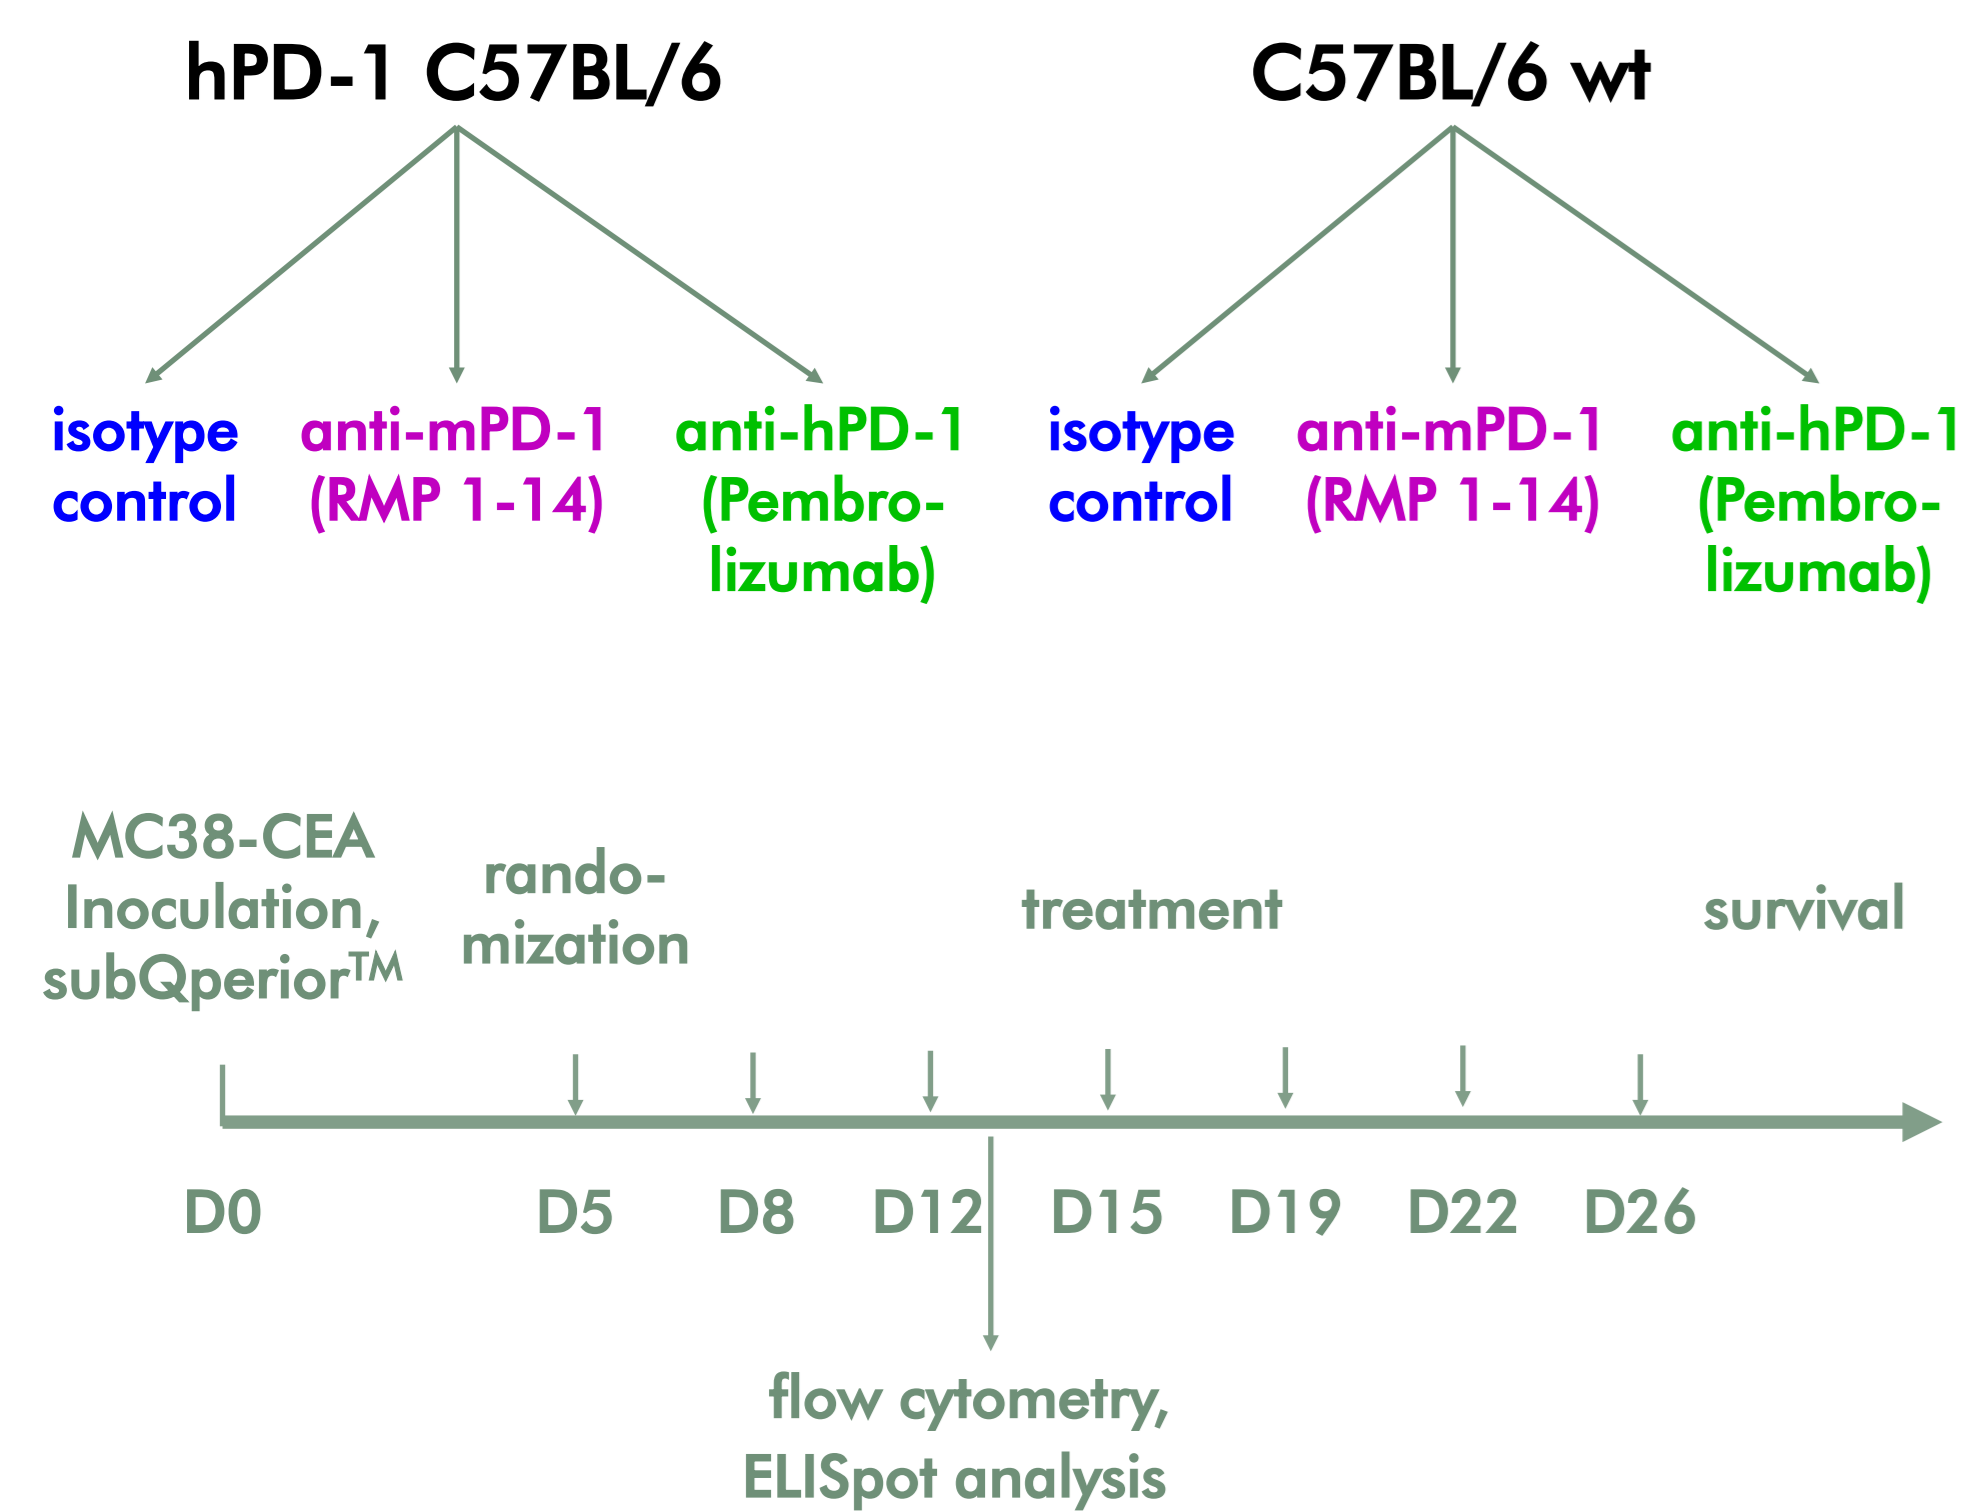 hPD-1 C57BL/6
C57BL/6 wt
isotype
control
anti-mPD-1
(RMP 1-14)
anti-hPD-1
(Pembro-
lizumab)
isotype
control
anti-mPD-1
(RMP 1-14)
anti-hPD-1
(Pembro-
lizumab)
MC38-CEA
Inoculation,
subQperior™
rando-
mization
treatment
survival
D0 D5 D8 D12 D15 D19 D22 D26
flow cytometry,
ELISpot analysis